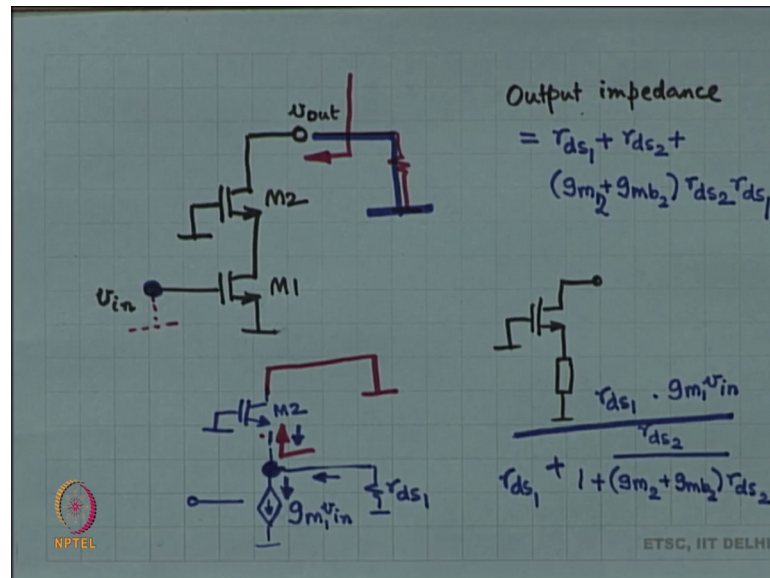 Output impedance
= rds₁ + rds₂ +
(gm₂ + gmb₂) rds₂ rds₁
vout
M2
vin
M1
M2
gm₁vin
rds₁
rds₁ · gm₁vin
rds₁ + rds₂
1 + (gm₂ + gmb₂) rds₂
NPTEL
ETSC, IIT DELHI